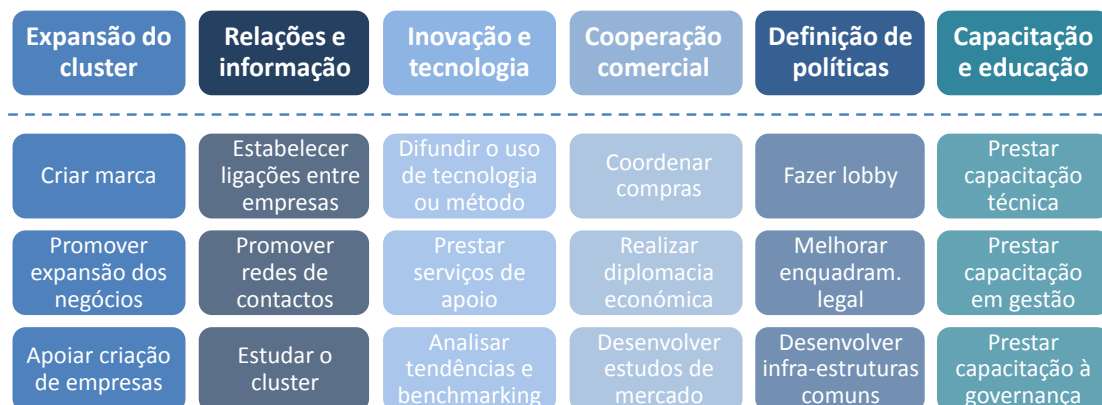 Expansão do
cluster
Relações e
informação
Inovação e
tecnologia
Cooperação
comercial
Definição de
políticas
Capacitação
e educação
Criar marca
Estabelecer
ligações entre
empresas
Difundir o uso
de tecnologia
ou método
Coordenar
compras
Fazer lobby
Prestar
capacitação
técnica
Promover
expansão dos
negócios
Promover
redes de
contactos
Prestar
serviços de
apoio
Realizar
diplomacia
económica
Melhorar
enquadram.
legal
Prestar
capacitação
em gestão
Apoiar criação
de empresas
Estudar o
cluster
Analisar
tendências e
benchmarking
Desenvolver
estudos de
mercado
Desenvolver
infra-estruturas
comuns
Prestar
capacitação à
governança